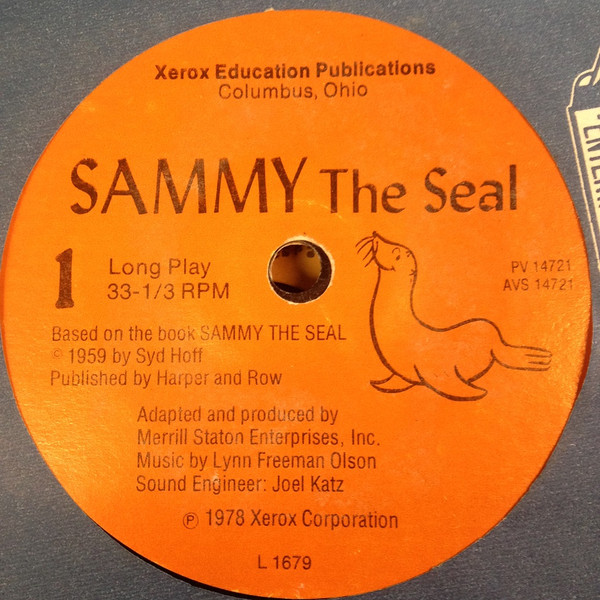 Xerox Education Publications
Columbus, Ohio
SAMMY The Seal
1
Long Play
33-1/3 RPM
PV 14721
AVS 14721
Based on the book SAMMY THE SEAL
© 1959 by Syd Hoff
Published by Harper and Row
Adapted and produced by
Merrill Staton Enterprises, Inc.
Music by Lynn Freeman Olson
Sound Engineer: Joel Katz
℗ 1978 Xerox Corporation
L 1679